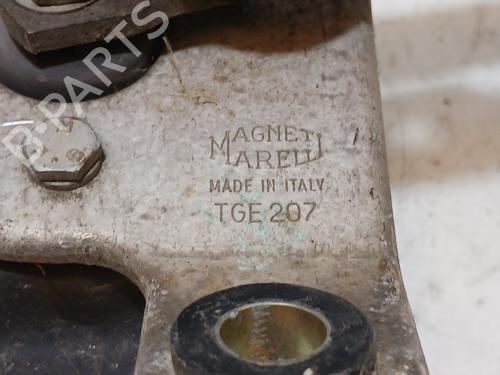 B-PARTS
MAGNETI
MARELLI
MADE IN ITALY
TGE 207